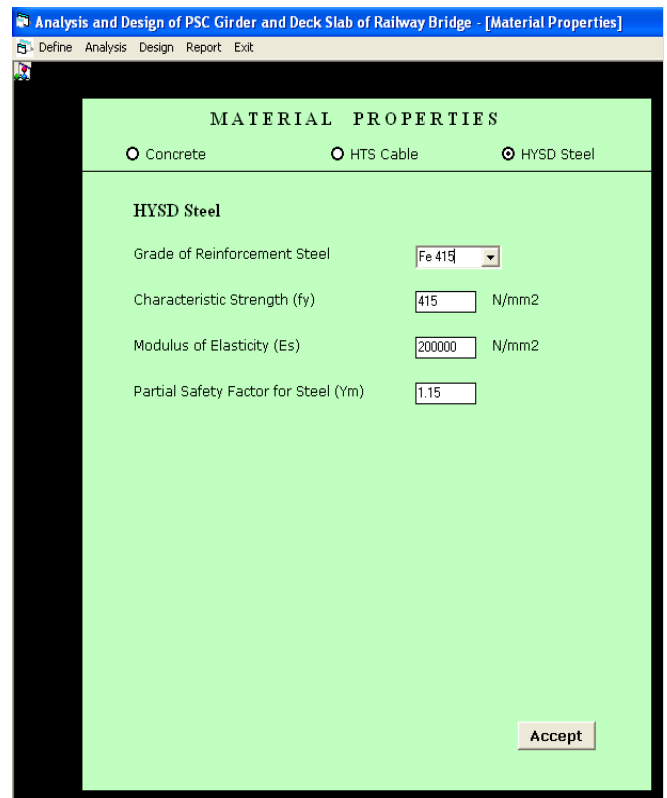 Analysis and Design of PSC Girder and Deck Slab of Railway Bridge - [Material Properties]
Define Analysis Design Report Exit
MATERIAL PROPERTIES
Concrete HTS Cable HYSD Steel
HYSD Steel
Grade of Reinforcement Steel Fe 415
Characteristic Strength (fy) 415 N/mm2
Modulus of Elasticity (Es) 200000 N/mm2
Partial Safety Factor for Steel (Ym) 1.15
Accept